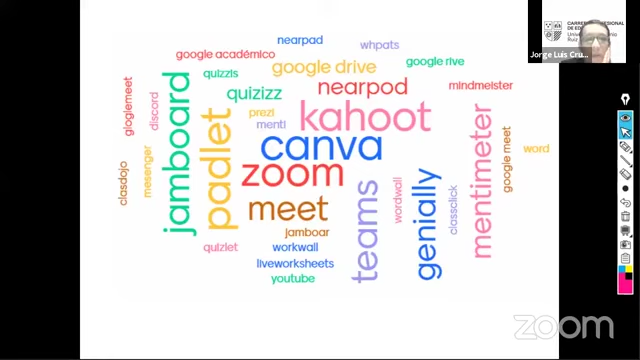 nearpad
whpats
google académico
google drive
google rive
quizzis
quizizz
nearpod
mindmeister
gloglemeet
discord
jamboard
padlet
prezi
menti
kahoot
canva
zoom
meet
clasdojo
mesenger
teams
wordwall
genially
classclick
mentimeter
google meet
word
jamboar
quizlet
workwall
liveworksheets
youtube
Jorge Luis Cru...
zoom